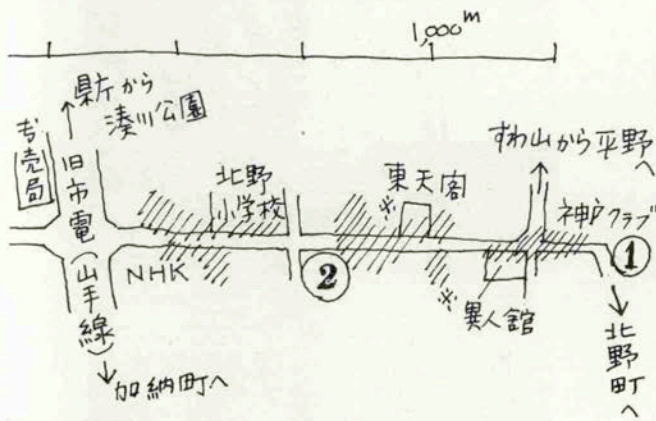 1,000m
県庁から
湊川公園
専売局
旧市電(山手線)
加納町へ
NHK
北野
小学校
②
※
東天客
※
異人館
すわ山から平野へ
神戸クラブ
①
北野町へ